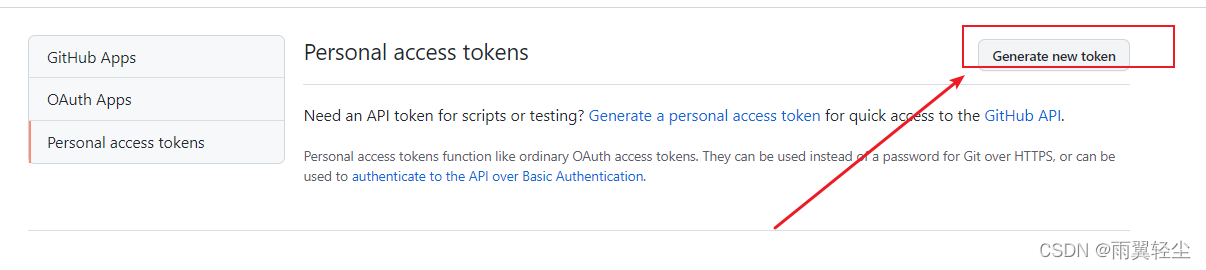 GitHub Apps
OAuth Apps
Personal access tokens
Personal access tokens
Generate new token
Need an API token for scripts or testing? Generate a personal access token for quick access to the GitHub API.
Personal access tokens function like ordinary OAuth access tokens. They can be used instead of a password for Git over HTTPS, or can be
used to authenticate to the API over Basic Authentication.
CSDN @雨翼轻尘